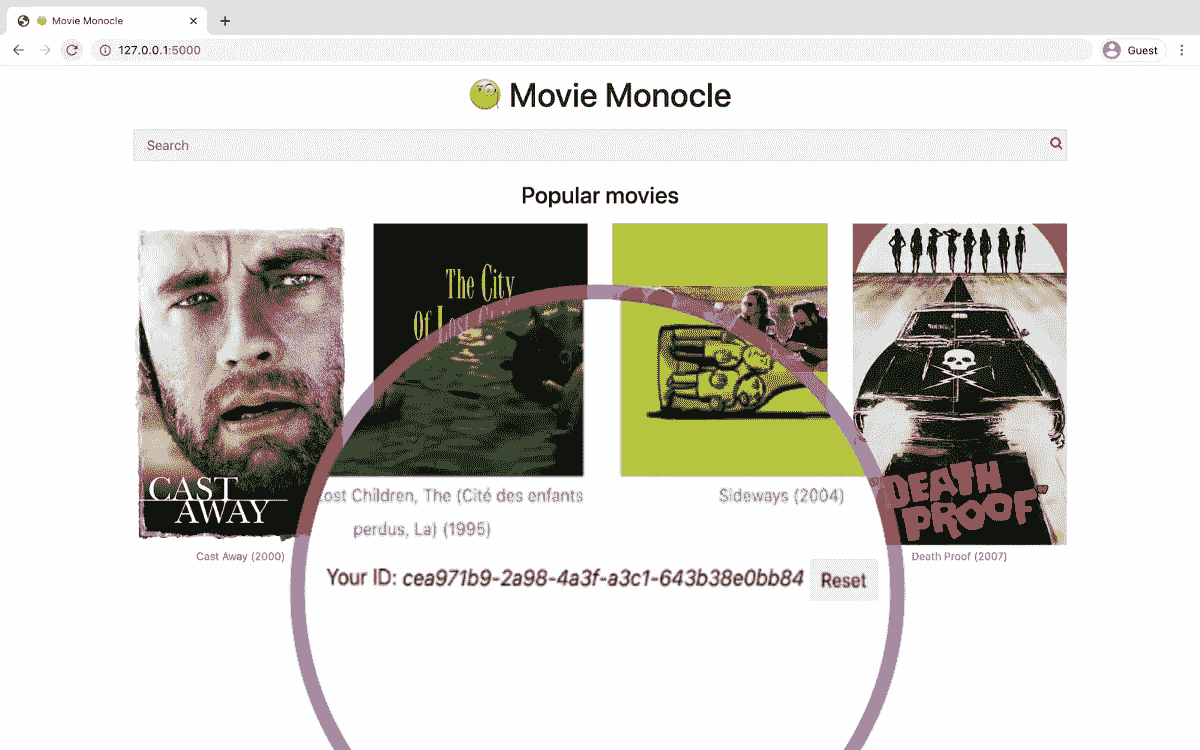 Movie Monocle
127.0.0.1:5000
Guest
Movie Monocle
Search
Popular movies
CAST
AWAY
The City
Of Lost
DEATH
PROOF
Cast Away (2000)
Lost Children, The (Cité des enfants
perdus, La) (1995)
Sideways (2004)
Death Proof (2007)
Your ID: cea971b9-2a98-4a3f-a3c1-643b38e0bb84 Reset